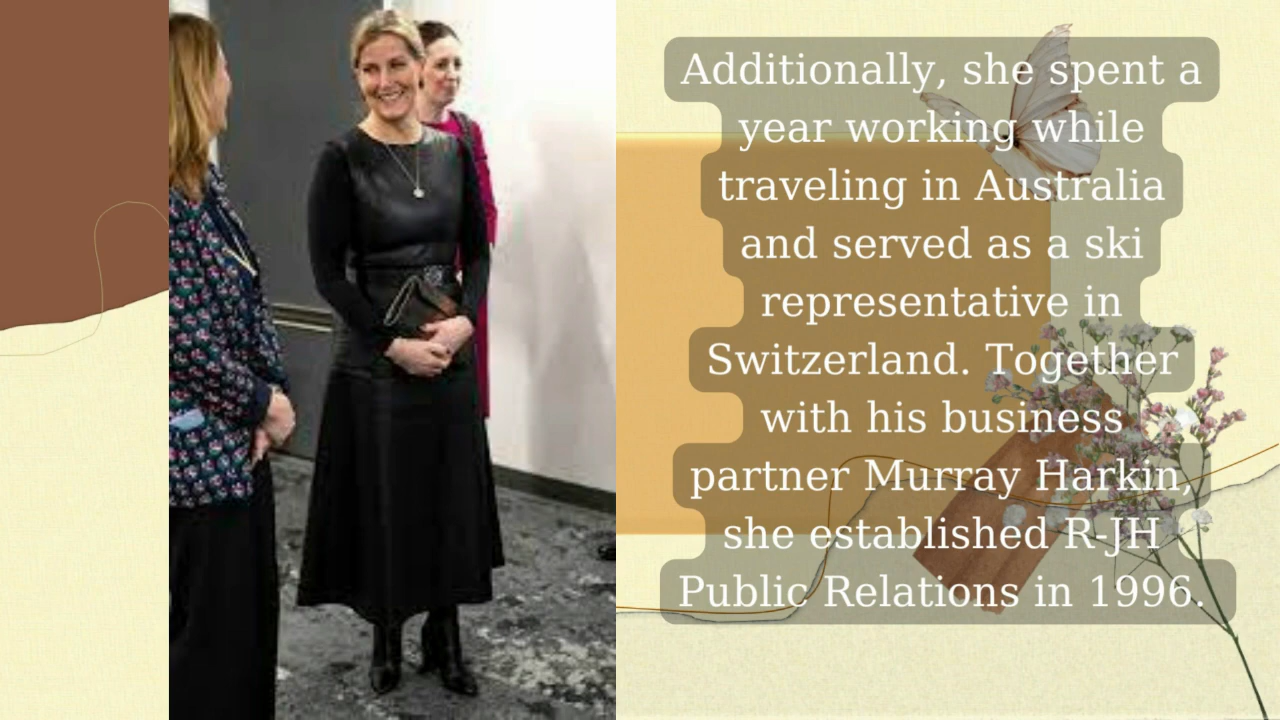 Additionally, she spent a
year working while
traveling in Australia
and served as a ski
representative in
Switzerland. Together
with his business
partner Murray Harkin,
she established R-JH
Public Relations in 1996.